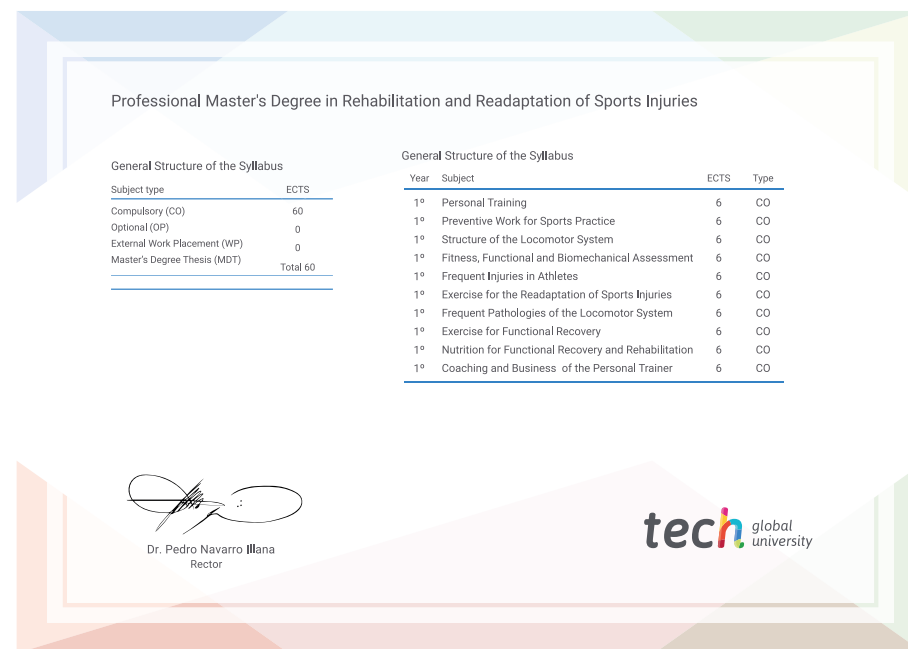 Professional Master's Degree in Rehabilitation and Readaptation of Sports Injuries
General Structure of the Syllabus
Subject type ECTS
Compulsory (CO) 60
Optional (OP) 0
External Work Placement (WP) 0
Master's Degree Thesis (MDT)
Total 60
General Structure of the Syllabus
Year Subject ECTS Type
1º Personal Training 6 CO
1º Preventive Work for Sports Practice 6 CO
1º Structure of the Locomotor System 6 CO
1º Fitness, Functional and Biomechanical Assessment 6 CO
1º Frequent Injuries in Athletes 6 CO
1º Exercise for the Readaptation of Sports Injuries 6 CO
1º Frequent Pathologies of the Locomotor System 6 CO
1º Exercise for Functional Recovery 6 CO
1º Nutrition for Functional Recovery and Rehabilitation 6 CO
1º Coaching and Business of the Personal Trainer 6 CO
Dr. Pedro Navarro Illana
Rector
tech global
university